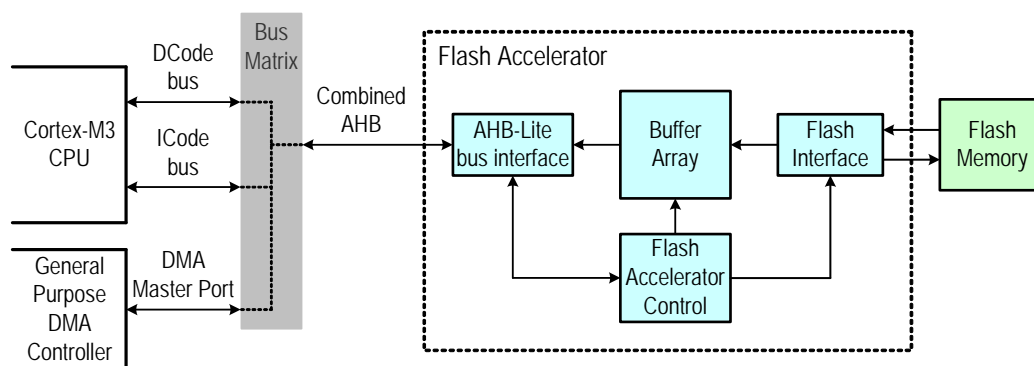 Bus
Matrix
Flash Accelerator
DCode
bus
Combined
AHB
Cortex-M3
CPU
ICode
bus
AHB-Lite
bus interface
Buffer
Array
Flash
Interface
Flash
Memory
General
Purpose
DMA
Controller
DMA
Master Port
Flash
Accelerator
Control